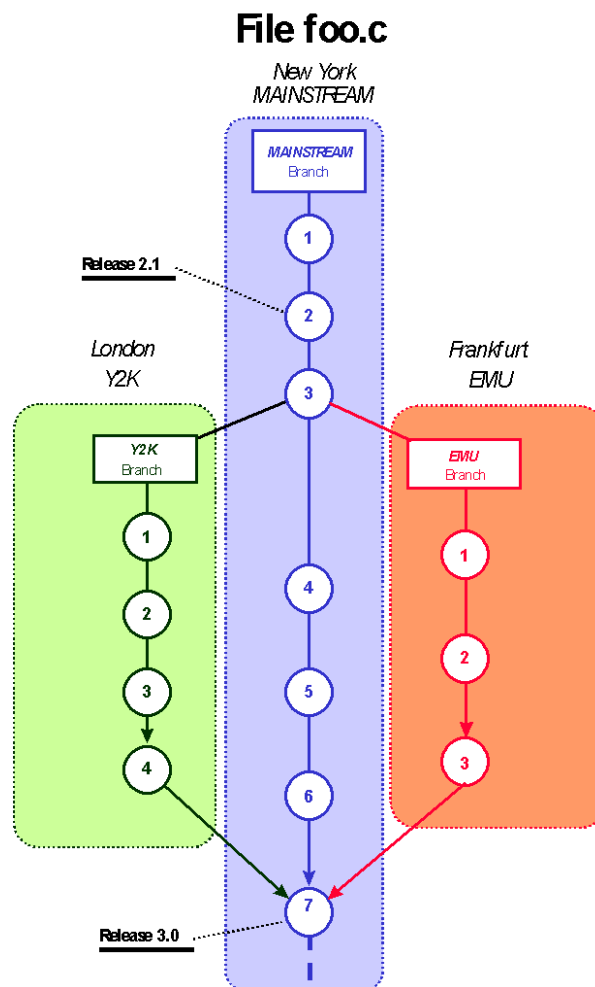 File foo.c
New York
MAINSTREAM
MAINSTREAM
Branch
1
Release 2.1
2
London
Y2K
Frankfurt
EMU
3
Y2K
Branch
EMU
Branch
1
1
4
2
2
3
5
3
4
6
7
Release 3.0